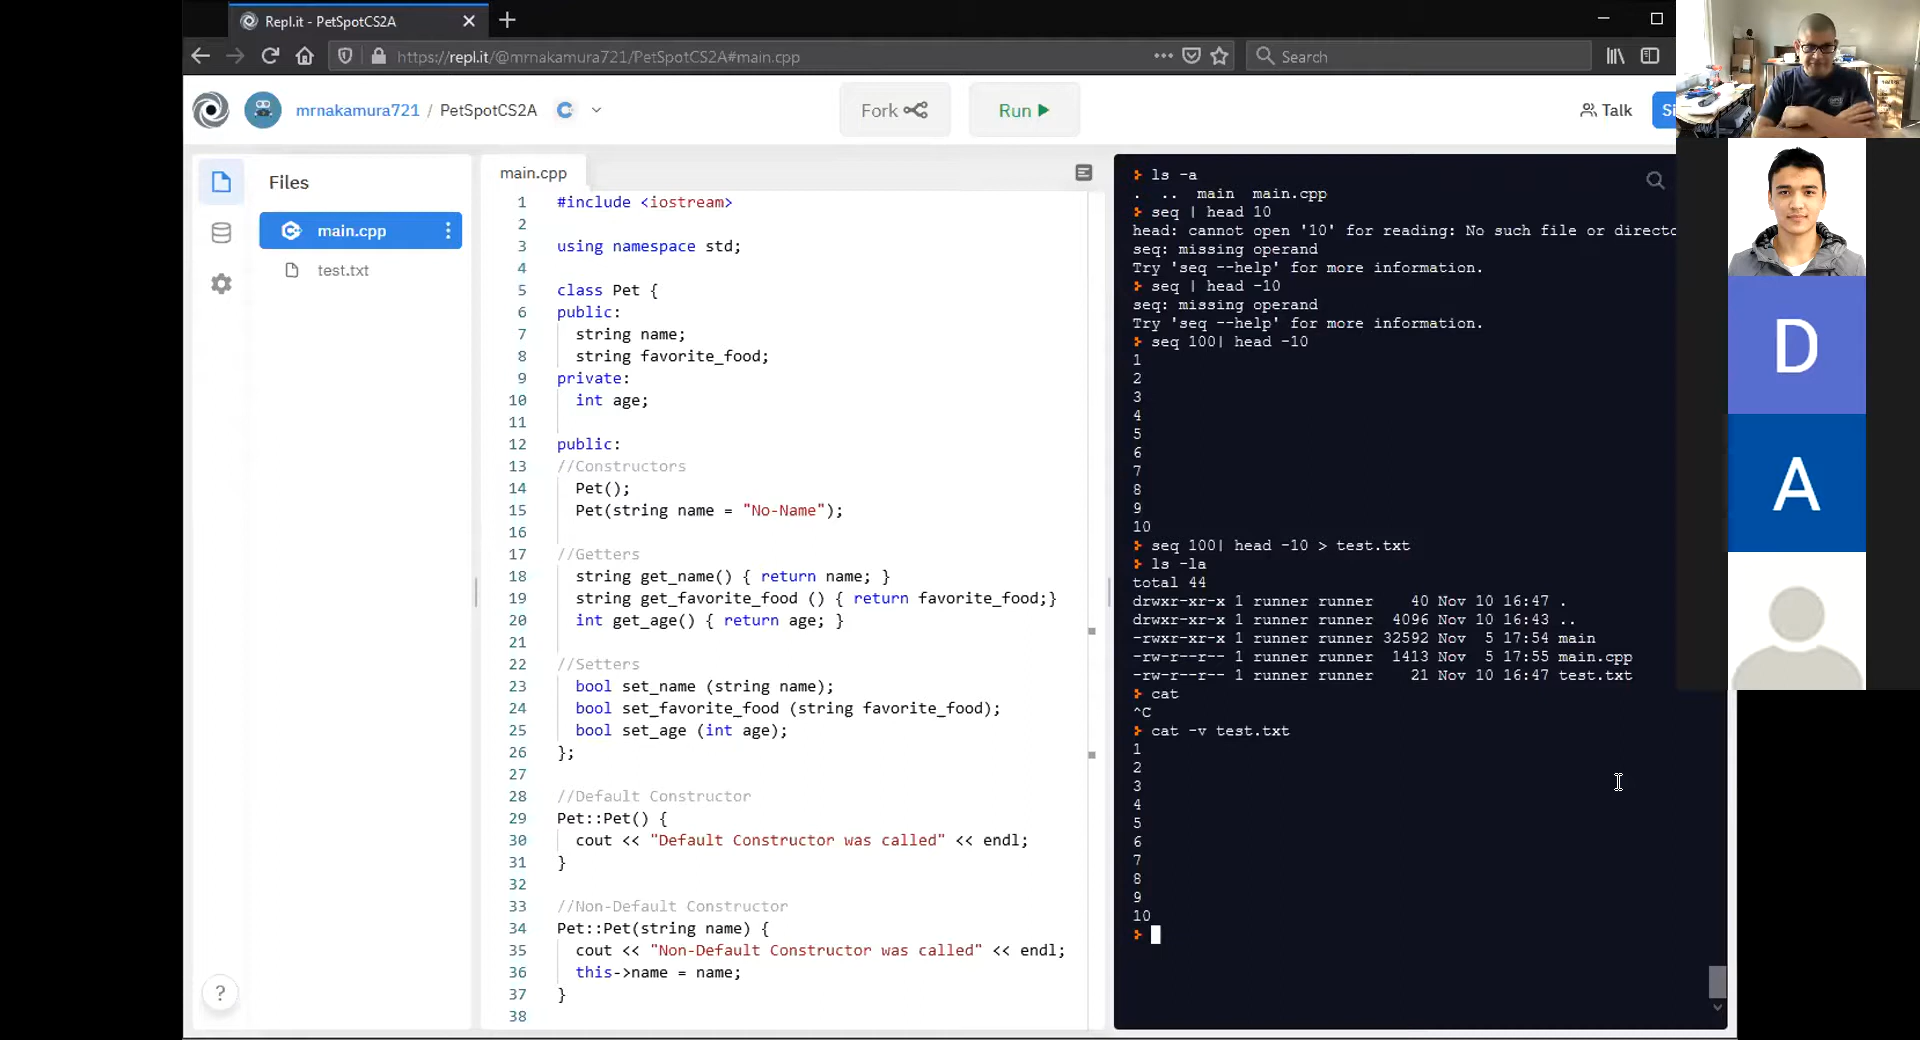 Repl.it - PetSpotCS2A
https://repl.it/@mrnakamura721/PetSpotCS2A#main.cpp
Search
mrnakamura721 / PetSpotCS2A
Fork
Run
Talk
Si
Files
main.cpp
test.txt
main.cpp
1 #include <iostream>
2
3 using namespace std;
4
5 class Pet {
6 public:
7 string name;
8 string favorite_food;
9 private:
10 int age;
11
12 public:
13 //Constructors
14 Pet();
15 Pet(string name = "No-Name");
16
17 //Getters
18 string get_name() { return name; }
19 string get_favorite_food () { return favorite_food;}
20 int get_age() { return age; }
21
22 //Setters
23 bool set_name (string name);
24 bool set_favorite_food (string favorite_food);
25 bool set_age (int age);
26 };
27
28 //Default Constructor
29 Pet::Pet() {
30 cout << "Default Constructor was called" << endl;
31 }
32
33 //Non-Default Constructor
34 Pet::Pet(string name) {
35 cout << "Non-Default Constructor was called" << endl;
36 this->name = name;
37 }
38
?
ls -a
. .. main main.cpp
seq | head 10
head: cannot open '10' for reading: No such file or directo
seq: missing operand
Try 'seq --help' for more information.
seq | head -10
seq: missing operand
Try 'seq --help' for more information.
seq 100| head -10
1
2
3
4
5
6
7
8
9
10
seq 100| head -10 > test.txt
ls -la
total 44
drwxr-xr-x 1 runner runner 40 Nov 10 16:47 .
drwxr-xr-x 1 runner runner 4096 Nov 10 16:43 ..
-rwxr-xr-x 1 runner runner 32592 Nov 5 17:54 main
-rw-r--r-- 1 runner runner 1413 Nov 5 17:55 main.cpp
-rw-r--r-- 1 runner runner 21 Nov 10 16:47 test.txt
cat
^C
cat -v test.txt
1
2
3
4
5
6
7
8
9
10
D
A